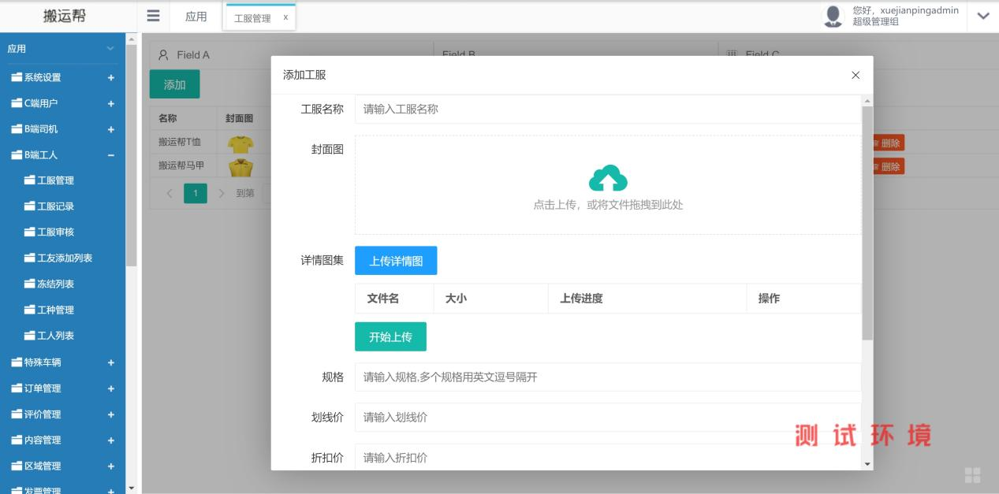 搬运帮
应用
工服管理 x
您好，xuejianpingadmin
超级管理组
应用
系统设置
C端用户
B端司机
B端工人
工服管理
工服记录
工服审核
工友添加列表
冻结列表
工种管理
工人列表
特殊车辆
订单管理
评价管理
内容管理
区域管理
发票管理
Field A
Field B
Field C
添加
名称 封面图
搬运帮T恤
搬运帮马甲
删除
删除
1 到第
添加工服
工服名称 请输入工服名称
封面图
点击上传，或将文件拖拽到此处
详情图集 上传详情图
文件名 大小 上传进度 操作
开始上传
规格 请输入规格,多个规格用英文逗号隔开
划线价 请输入划线价
折扣价 请输入折扣价
测试环境